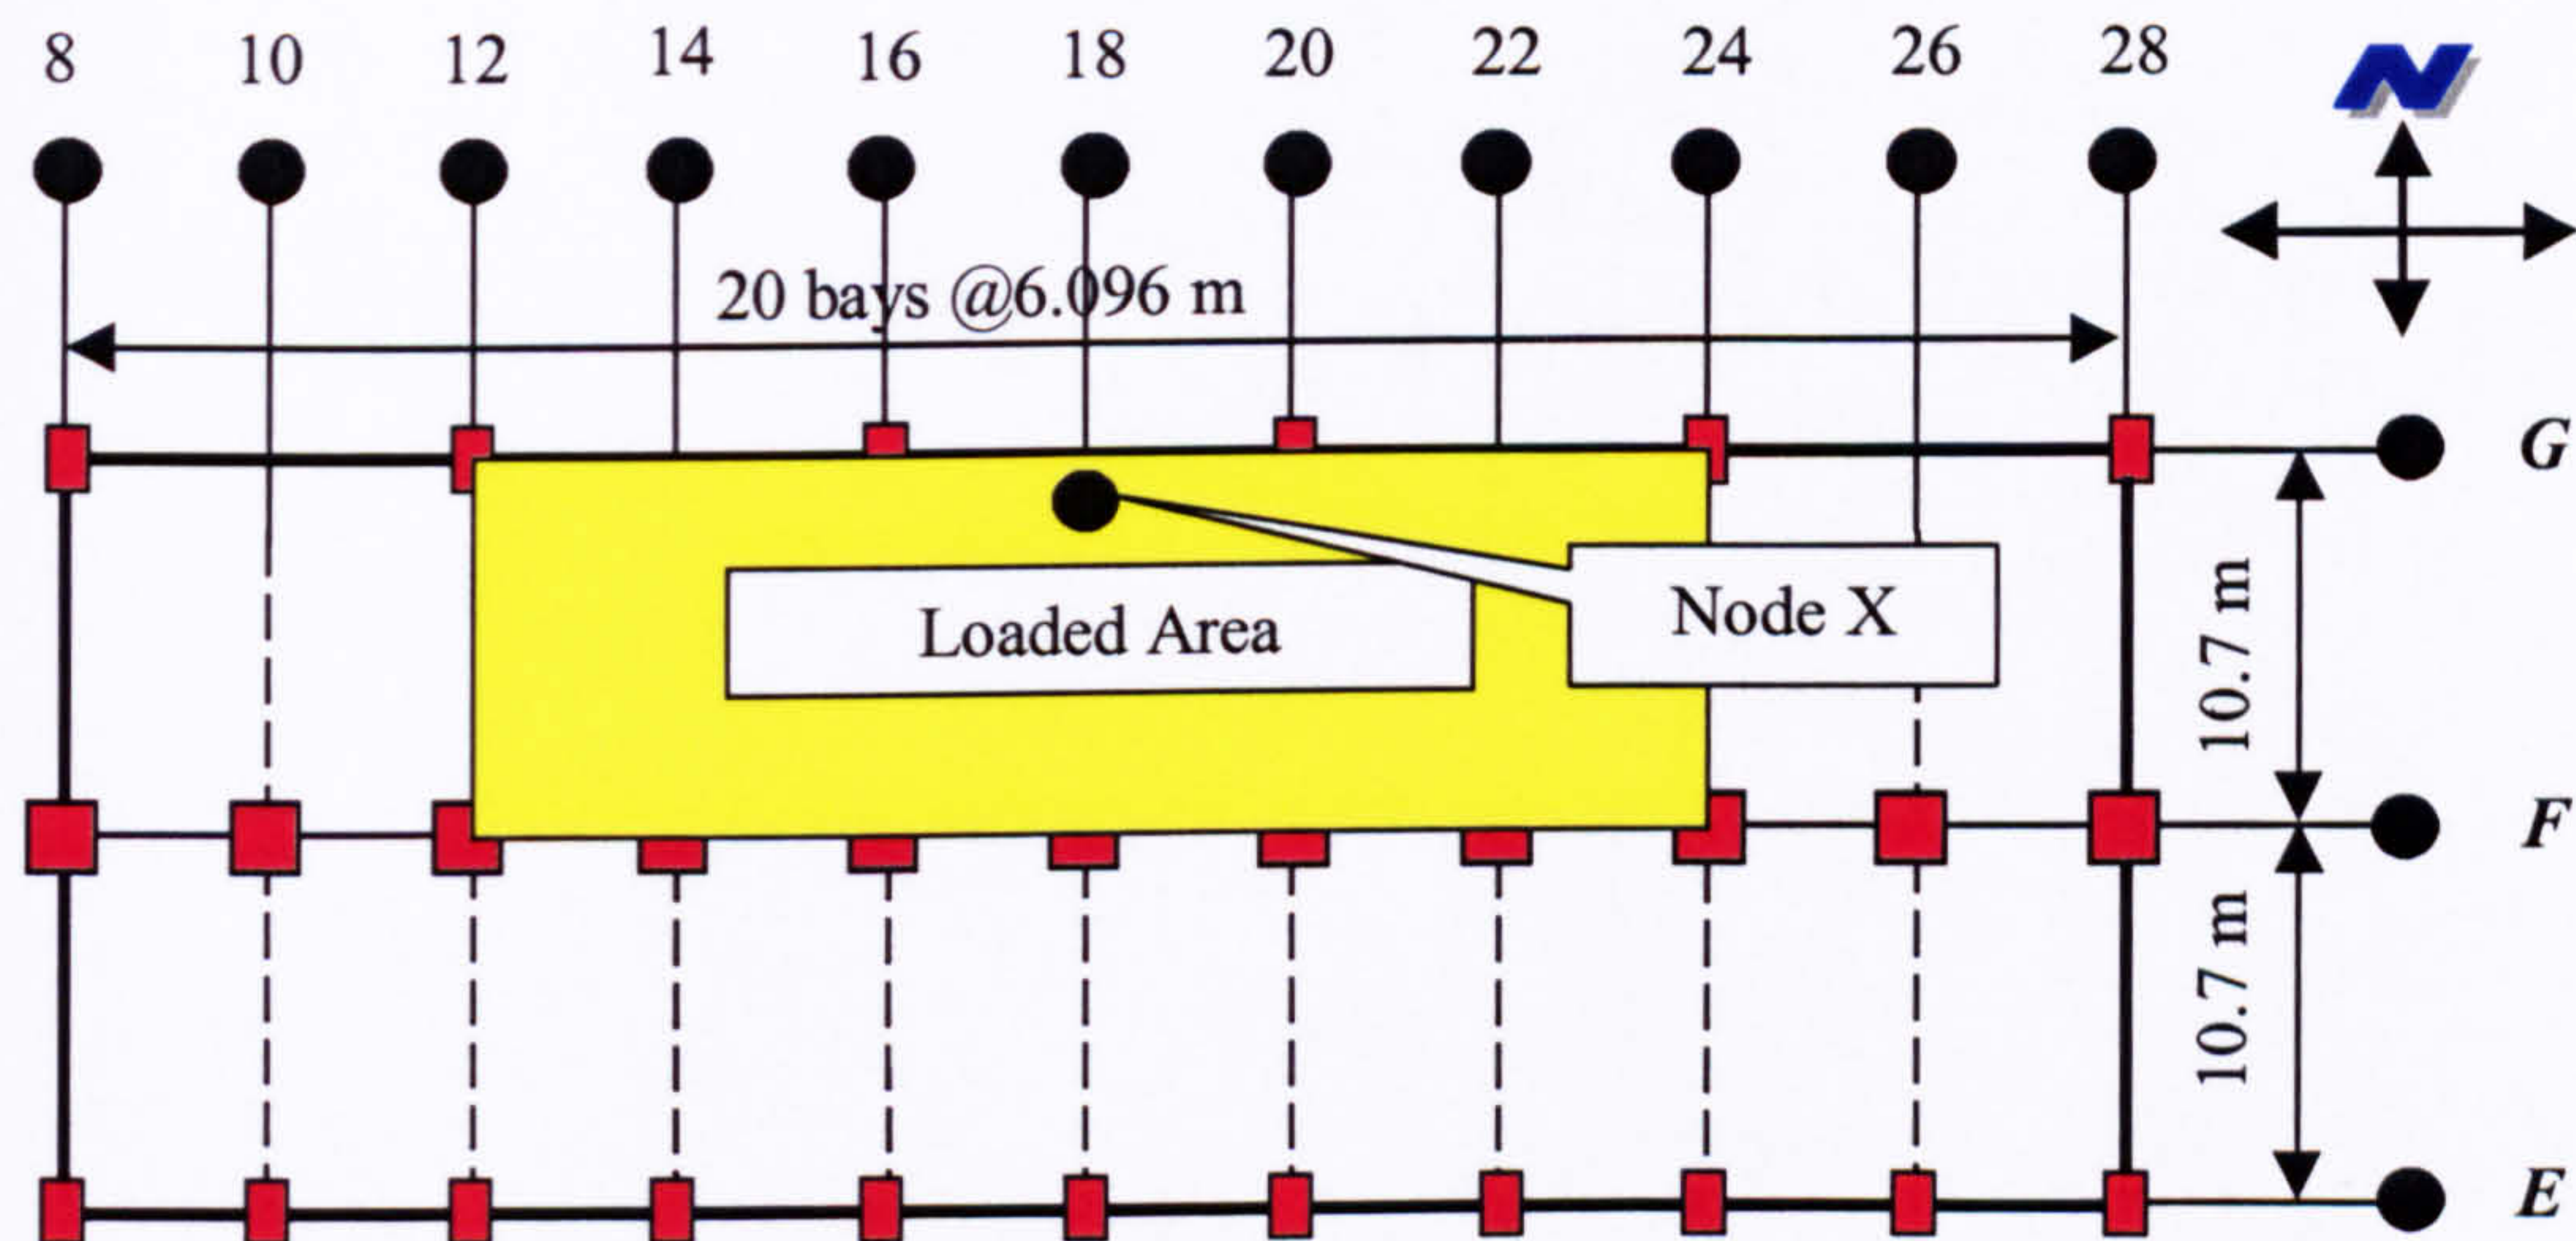 8 10 12 14 16 18 20 22 24 26 28
N
20 bays @6.096 m
G
Node X
Loaded Area
10.7 m
F
10.7 m
E